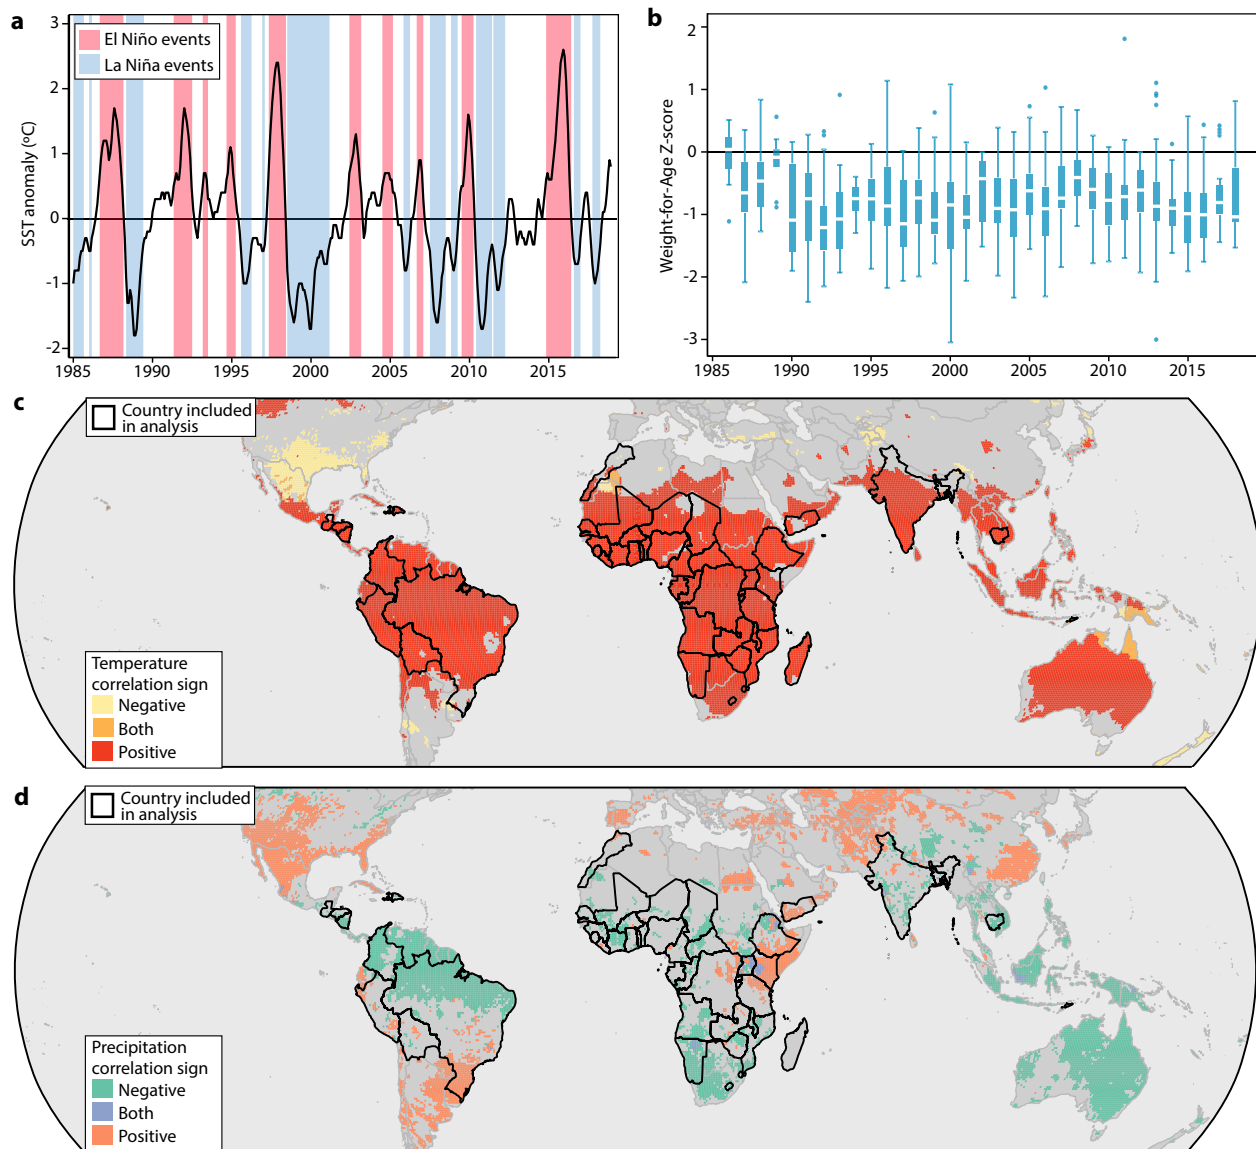 a
El Niño events
La Niña events
SST anomaly (ºC)
3
2
1
0
-1
-2
1985 1990 1995 2000 2005 2010 2015
b
Weight-for-Age Z-score
2
1
0
-1
-2
-3
1985 1990 1995 2000 2005 2010 2015
c
Country included
in analysis
Temperature
correlation sign
Negative
Both
Positive
d
Country included
in analysis
Precipitation
correlation sign
Negative
Both
Positive